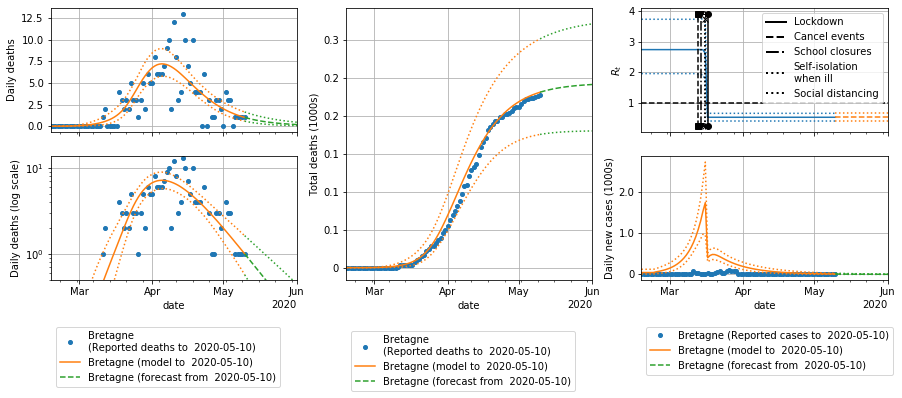 Daily deaths
12.5
10.0
7.5
5.0
2.5
0.0
Daily deaths (log scale)
10¹
10⁰
Mar
Apr
May
Jun
date
2020
Bretagne
(Reported deaths to 2020-05-10)
Bretagne (model to 2020-05-10)
Bretagne (forecast from 2020-05-10)
Total deaths (1000s)
0.3
0.2
0.2
0.1
0.1
0.1
0
Mar
Apr
May
Jun
date
2020
Bretagne
(Reported deaths to 2020-05-10)
Bretagne (model to 2020-05-10)
Bretagne (forecast from 2020-05-10)
Rt
4
3
2
1
Lockdown
Cancel events
School closures
Self-isolation
when ill
Social distancing
Daily new cases (1000s)
2.0
1.0
0
Mar
Apr
May
Jun
date
2020
Bretagne (Reported cases to 2020-05-10)
Bretagne (model to 2020-05-10)
Bretagne (forecast from 2020-05-10)